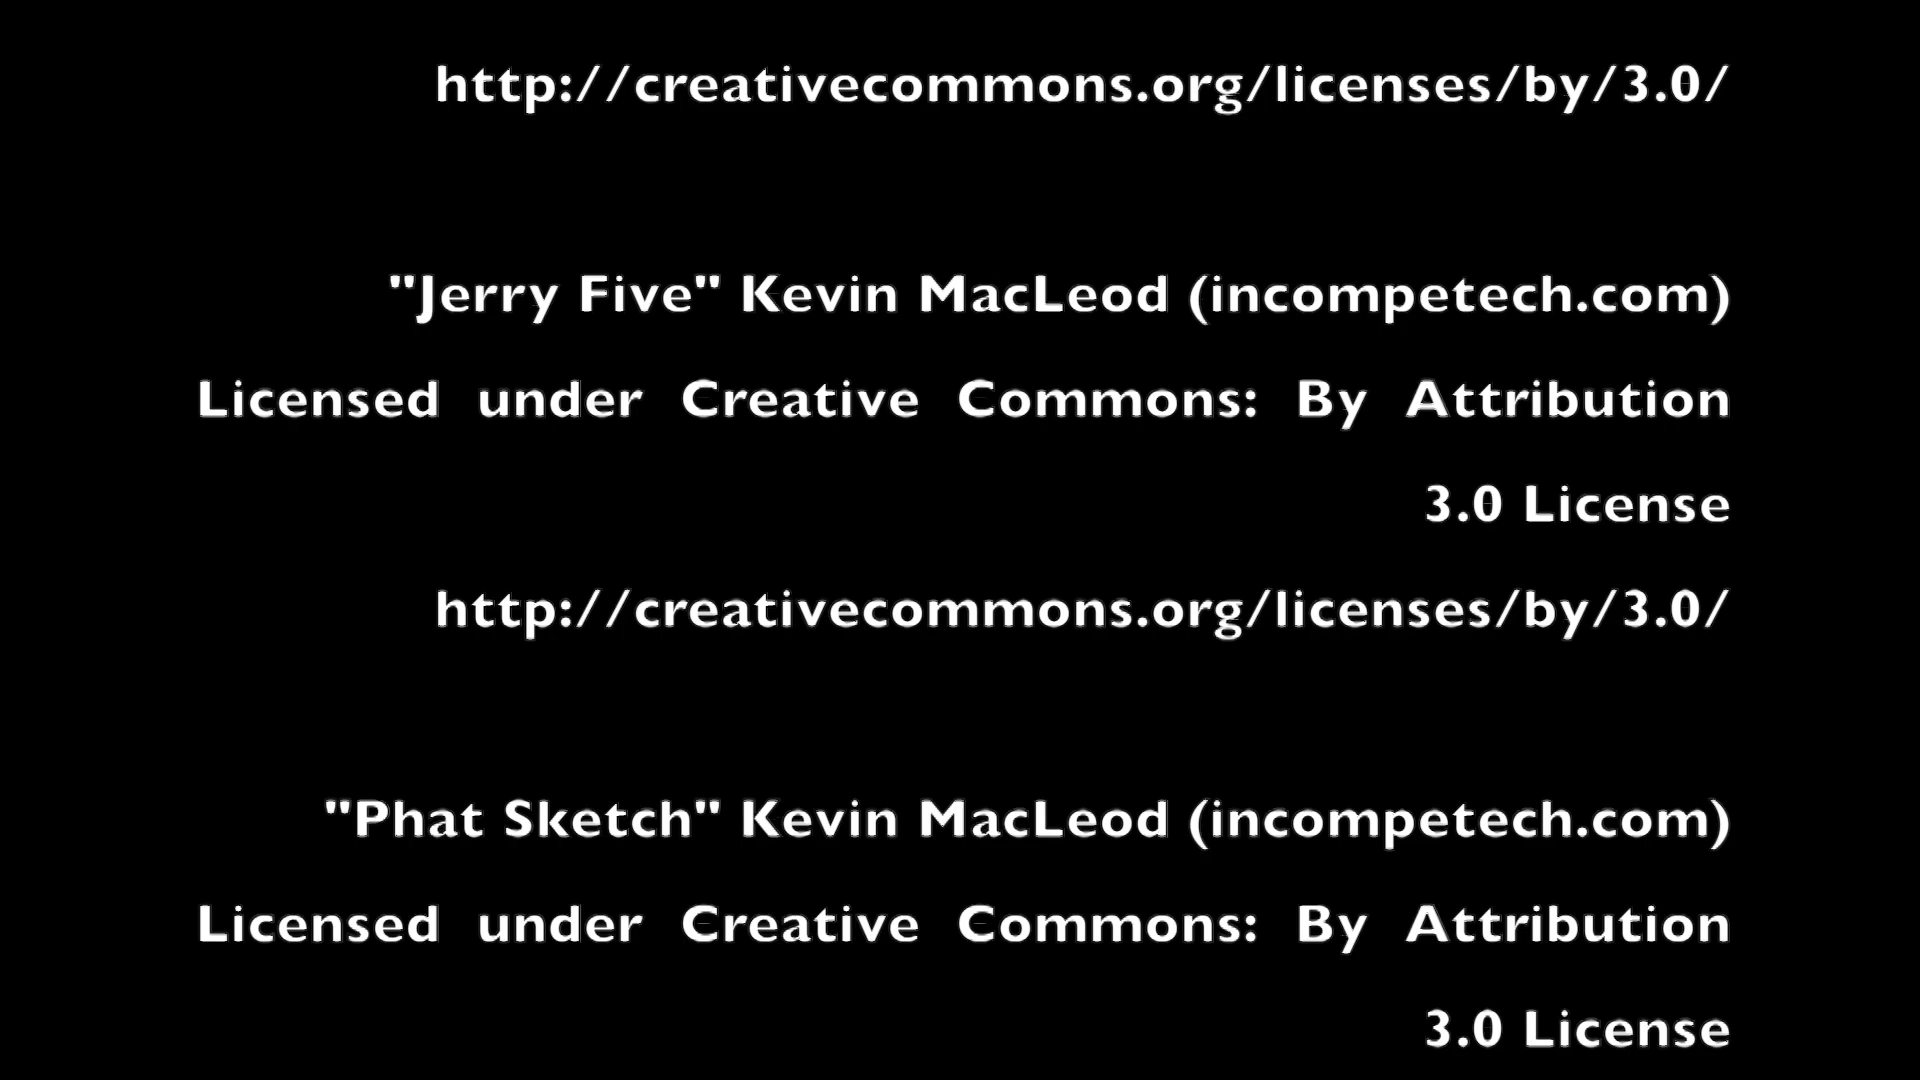 http://creativecommons.org/licenses/by/3.0/
"Jerry Five" Kevin MacLeod (incompetech.com)
Licensed under Creative Commons: By Attribution
3.0 License
http://creativecommons.org/licenses/by/3.0/
"Phat Sketch" Kevin MacLeod (incompetech.com)
Licensed under Creative Commons: By Attribution
3.0 License